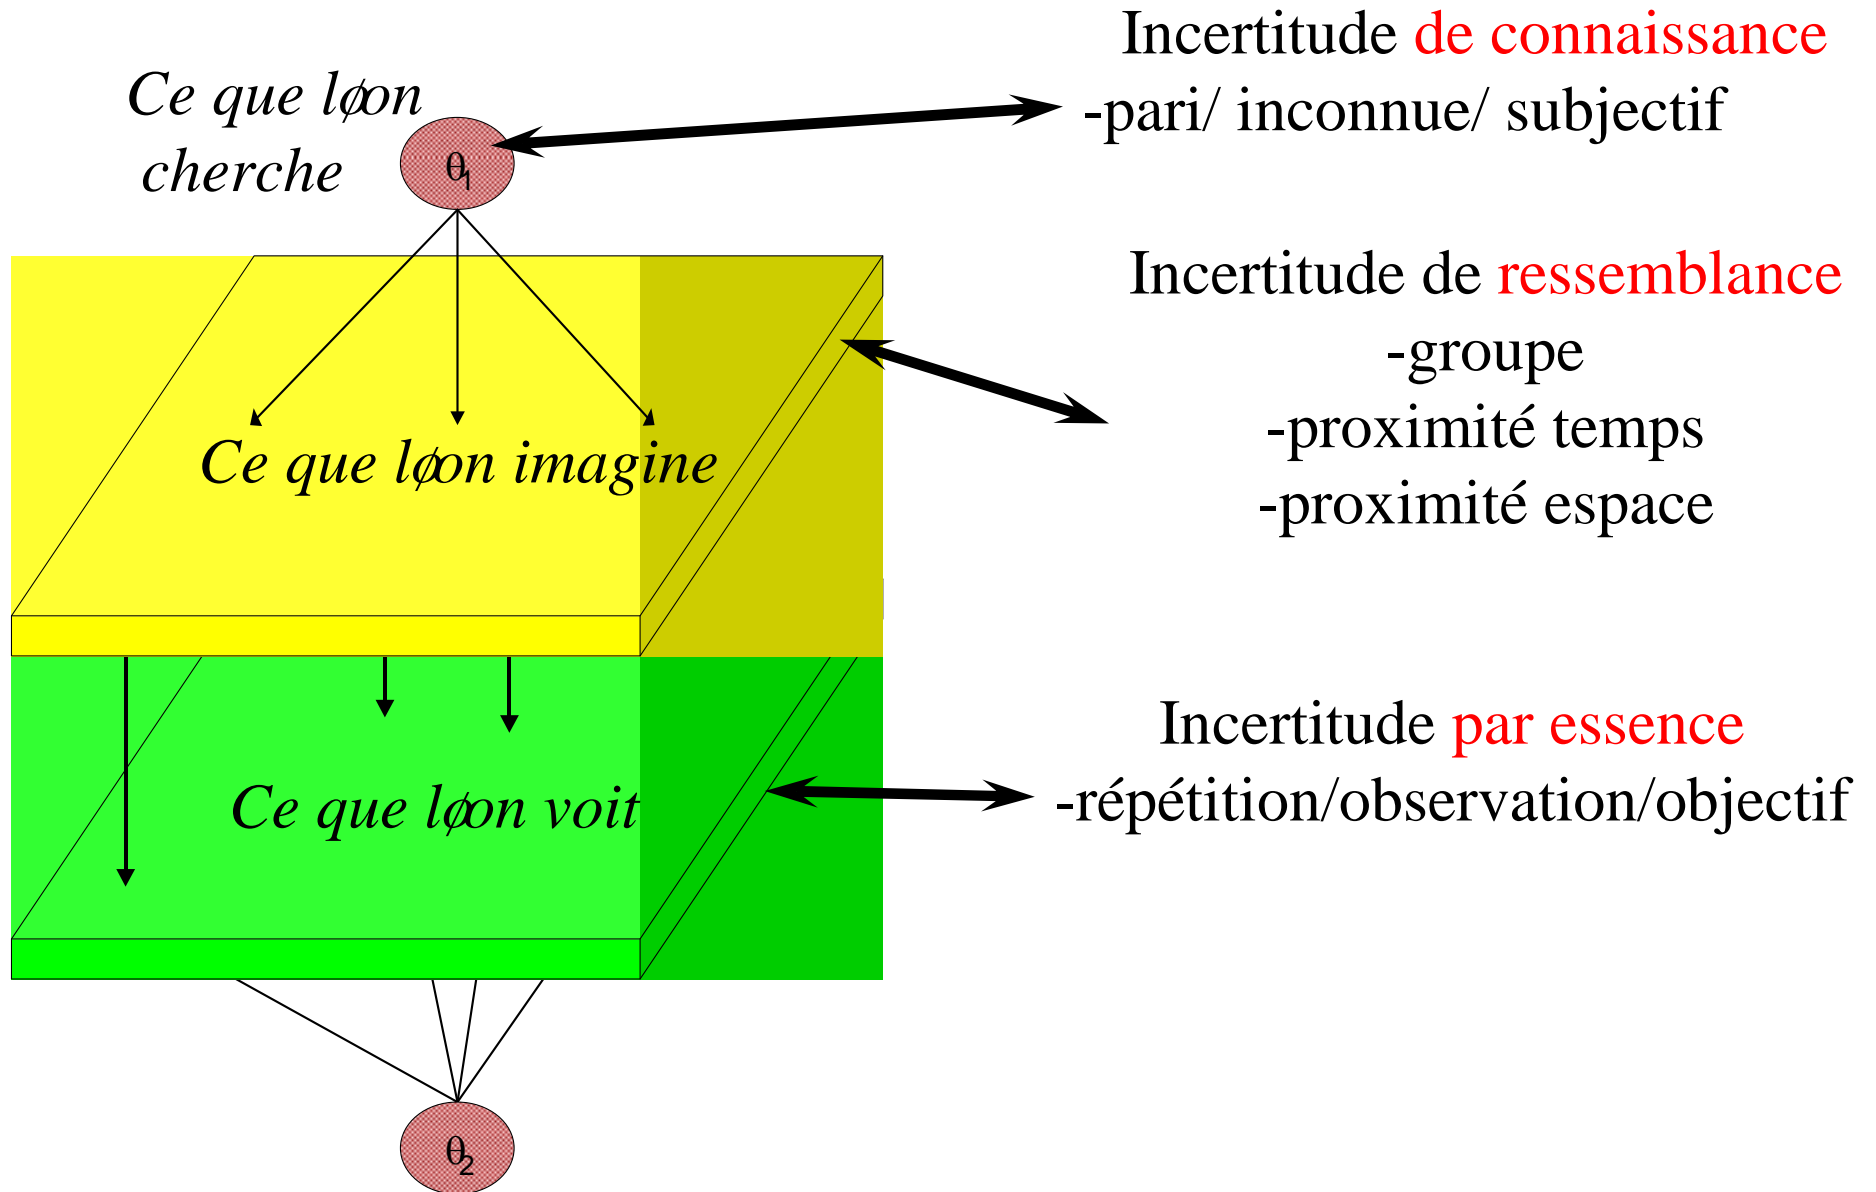 Ce que løon
cherche
θ1
Incertitude de connaissance
-pari/ inconnue/ subjectif
Incertitude de ressemblance
-groupe
-proximité temps
-proximité espace
Ce que løon imagine
Incertitude par essence
-répétition/observation/objectif
Ce que løon voit
θ2